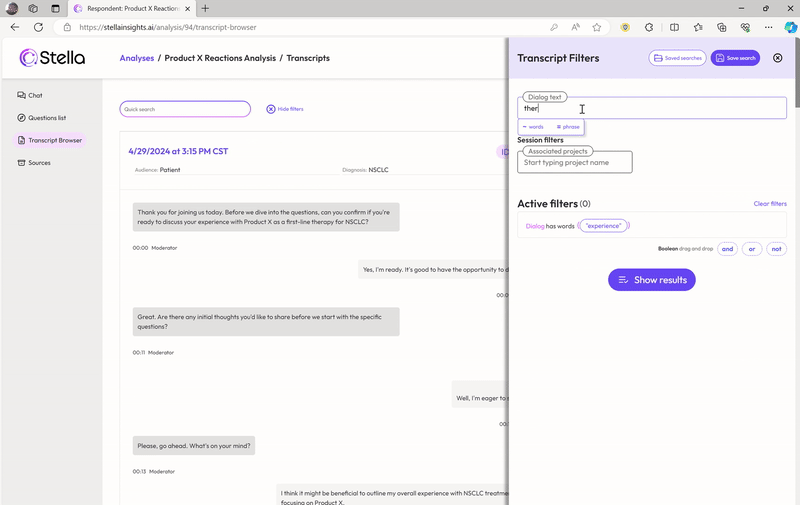 Respondent: Product X Reaction
https://stellainsights.ai/analysis/94/transcript-browser
Stella
Analyses / Product X Reactions Analysis / Transcripts
Chat
Questions list
Transcript Browser
Sources
Quick search
Hide filters
4/29/2024 at 3:15 PM CST
Audience: Patient
Diagnosis: NSCLC
Thank you for joining us today. Before we dive into the questions, can you confirm if you're
ready to discuss your experience with Product X as a first-line therapy for NSCLC?
00:00 Moderator
Yes, I'm ready. It's good to have the opportunity to d
00:0
Great. Are there any initial thoughts you'd like to share before we start with the specific
questions?
00:11 Moderator
Well, I'm eager to s
00:
Please, go ahead. What's on your mind?
00:13 Moderator
I think it might be beneficial to outline my overall experience with NSCLC treatme
focusing on Product X.
Transcript Filters
Saved searches
Save search
Dialog text
ther
words
phrase
Session filters
Associated projects
Start typing project name
Active filters (0)
Clear filters
Dialog has words "experience"
Boolean drag and drop
and
or
not
Show results